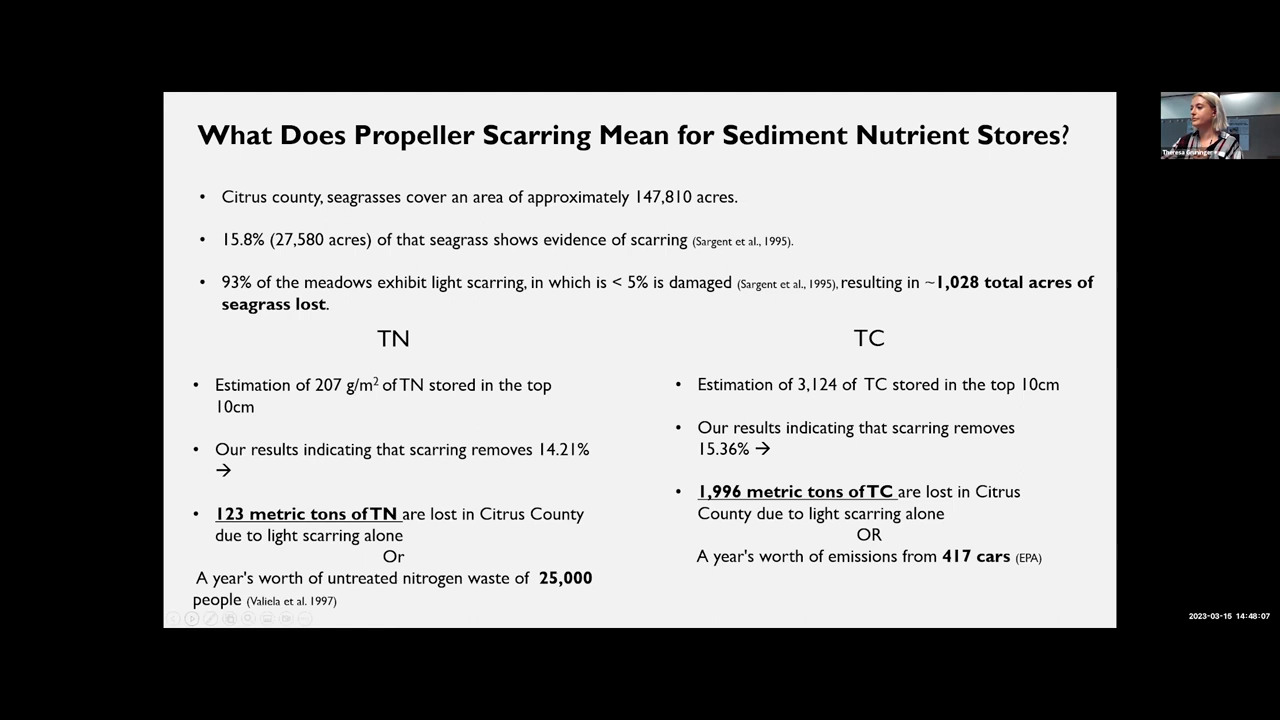 What Does Propeller Scarring Mean for Sediment Nutrient Stores?
• Citrus county, seagrasses cover an area of approximately 147,810 acres.
• 15.8% (27,580 acres) of that seagrass shows evidence of scarring (Sargent et al., 1995).
• 93% of the meadows exhibit light scarring, in which is < 5% is damaged (Sargent et al., 1995), resulting in ~1,028 total acres of
seagrass lost.
TN
• Estimation of 207 g/m² of TN stored in the top
10cm
• Our results indicating that scarring removes 14.21%
→
• 123 metric tons of TN are lost in Citrus County
due to light scarring alone
Or
A year's worth of untreated nitrogen waste of 25,000
people (Valiela et al. 1997)
TC
• Estimation of 3,124 of TC stored in the top 10cm
• Our results indicating that scarring removes
15.36% →
• 1,996 metric tons of TC are lost in Citrus
County due to light scarring alone
OR
A year's worth of emissions from 417 cars (EPA)
Theresa
2023-03-15 14:48:07